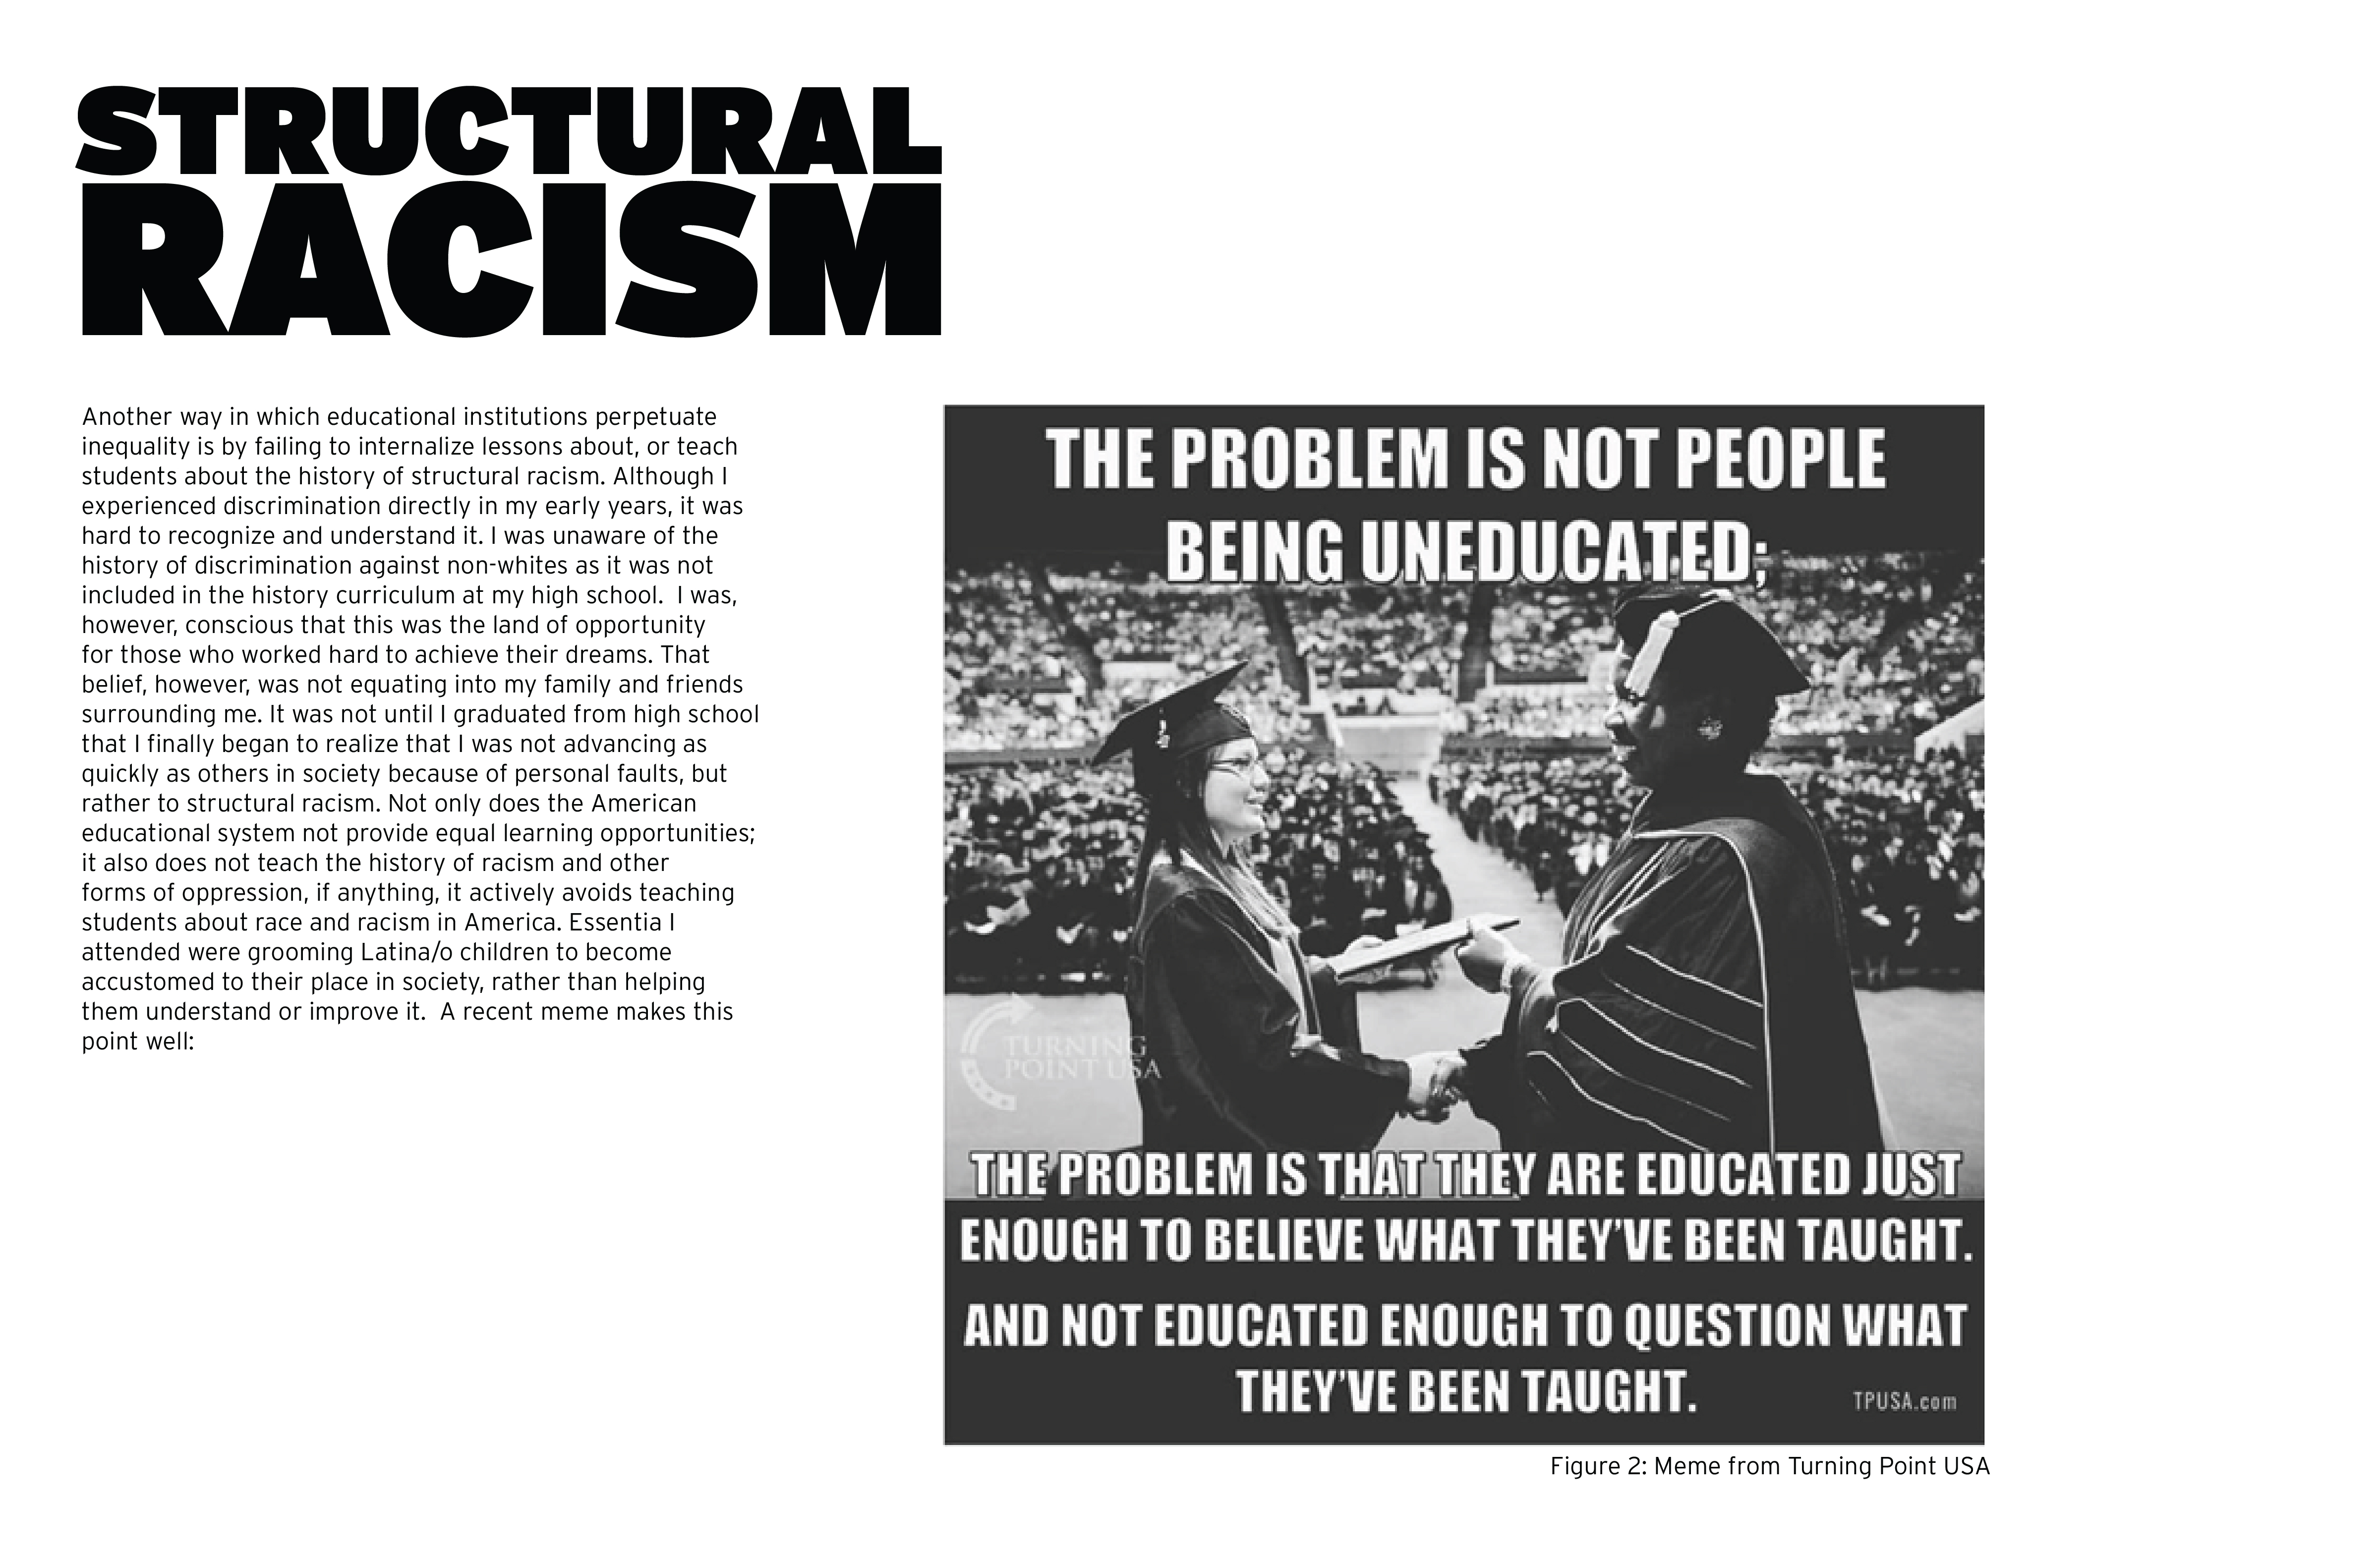 STRUCTURAL
RACISM
Another way in which educational institutions perpetuate
inequality is by failing to internalize lessons about, or teach
students about the history of structural racism. Although I
experienced discrimination directly in my early years, it was
hard to recognize and understand it. I was unaware of the
history of discrimination against non-whites as it was not
included in the history curriculum at my high school.  I was,
however, conscious that this was the land of opportunity
for those who worked hard to achieve their dreams. That
belief, however, was not equating into my family and friends
surrounding me. It was not until I graduated from high school
that I finally began to realize that I was not advancing as
quickly as others in society because of personal faults, but
rather to structural racism. Not only does the American
educational system not provide equal learning opportunities;
it also does not teach the history of racism and other
forms of oppression, if anything, it actively avoids teaching
students about race and racism in America. Essentia I
attended were grooming Latina/o children to become
accustomed to their place in society, rather than helping
them understand or improve it.  A recent meme makes this
point well:
THE PROBLEM IS NOT PEOPLE
BEING UNEDUCATED;
TURNING
POINT USA
THE PROBLEM IS THAT THEY ARE EDUCATED JUST
ENOUGH TO BELIEVE WHAT THEY'VE BEEN TAUGHT.
AND NOT EDUCATED ENOUGH TO QUESTION WHAT
THEY'VE BEEN TAUGHT.
TPUSA.com
Figure 2: Meme from Turning Point USA